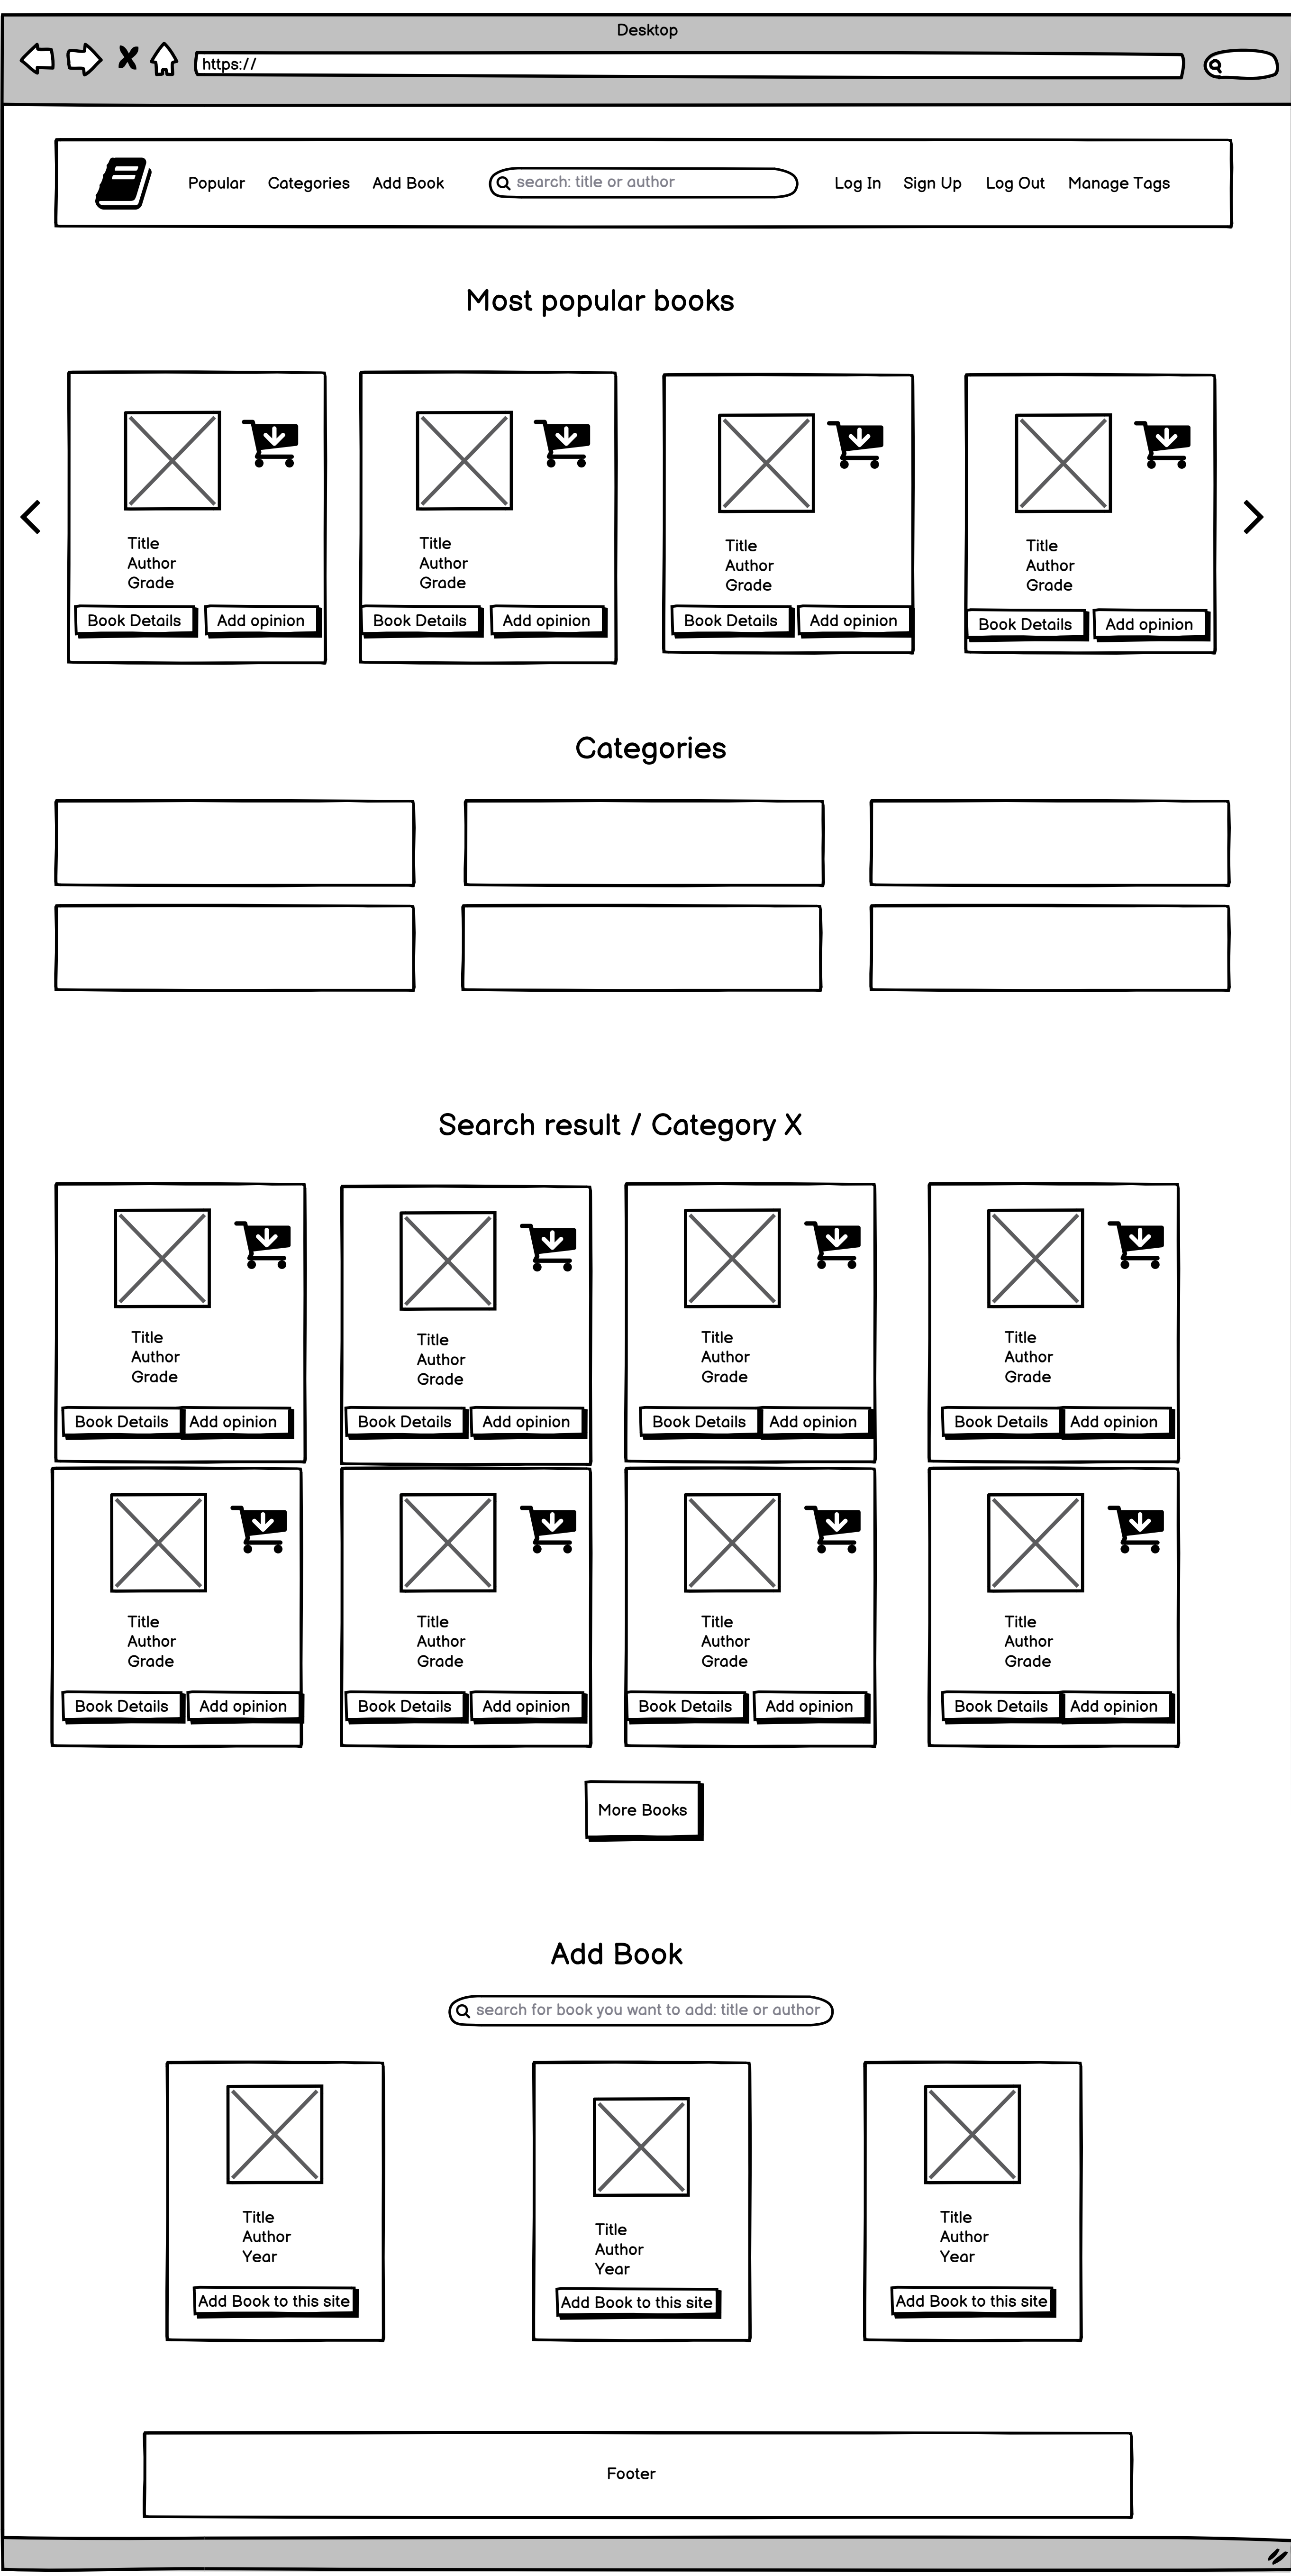 Desktop
https://
Popular Categories Add Book search: title or author Log In Sign Up Log Out Manage Tags
Most popular books
Title
Author
Grade
Book Details Add opinion
Title
Author
Grade
Book Details Add opinion
Title
Author
Grade
Book Details Add opinion
Title
Author
Grade
Book Details Add opinion
Categories
Search result / Category X
Title
Author
Grade
Book Details Add opinion
Title
Author
Grade
Book Details Add opinion
Title
Author
Grade
Book Details Add opinion
Title
Author
Grade
Book Details Add opinion
Title
Author
Grade
Book Details Add opinion
Title
Author
Grade
Book Details Add opinion
Title
Author
Grade
Book Details Add opinion
Title
Author
Grade
Book Details Add opinion
More Books
Add Book
search for book you want to add: title or author
Title
Author
Year
Add Book to this site
Title
Author
Year
Add Book to this site
Title
Author
Year
Add Book to this site
Footer